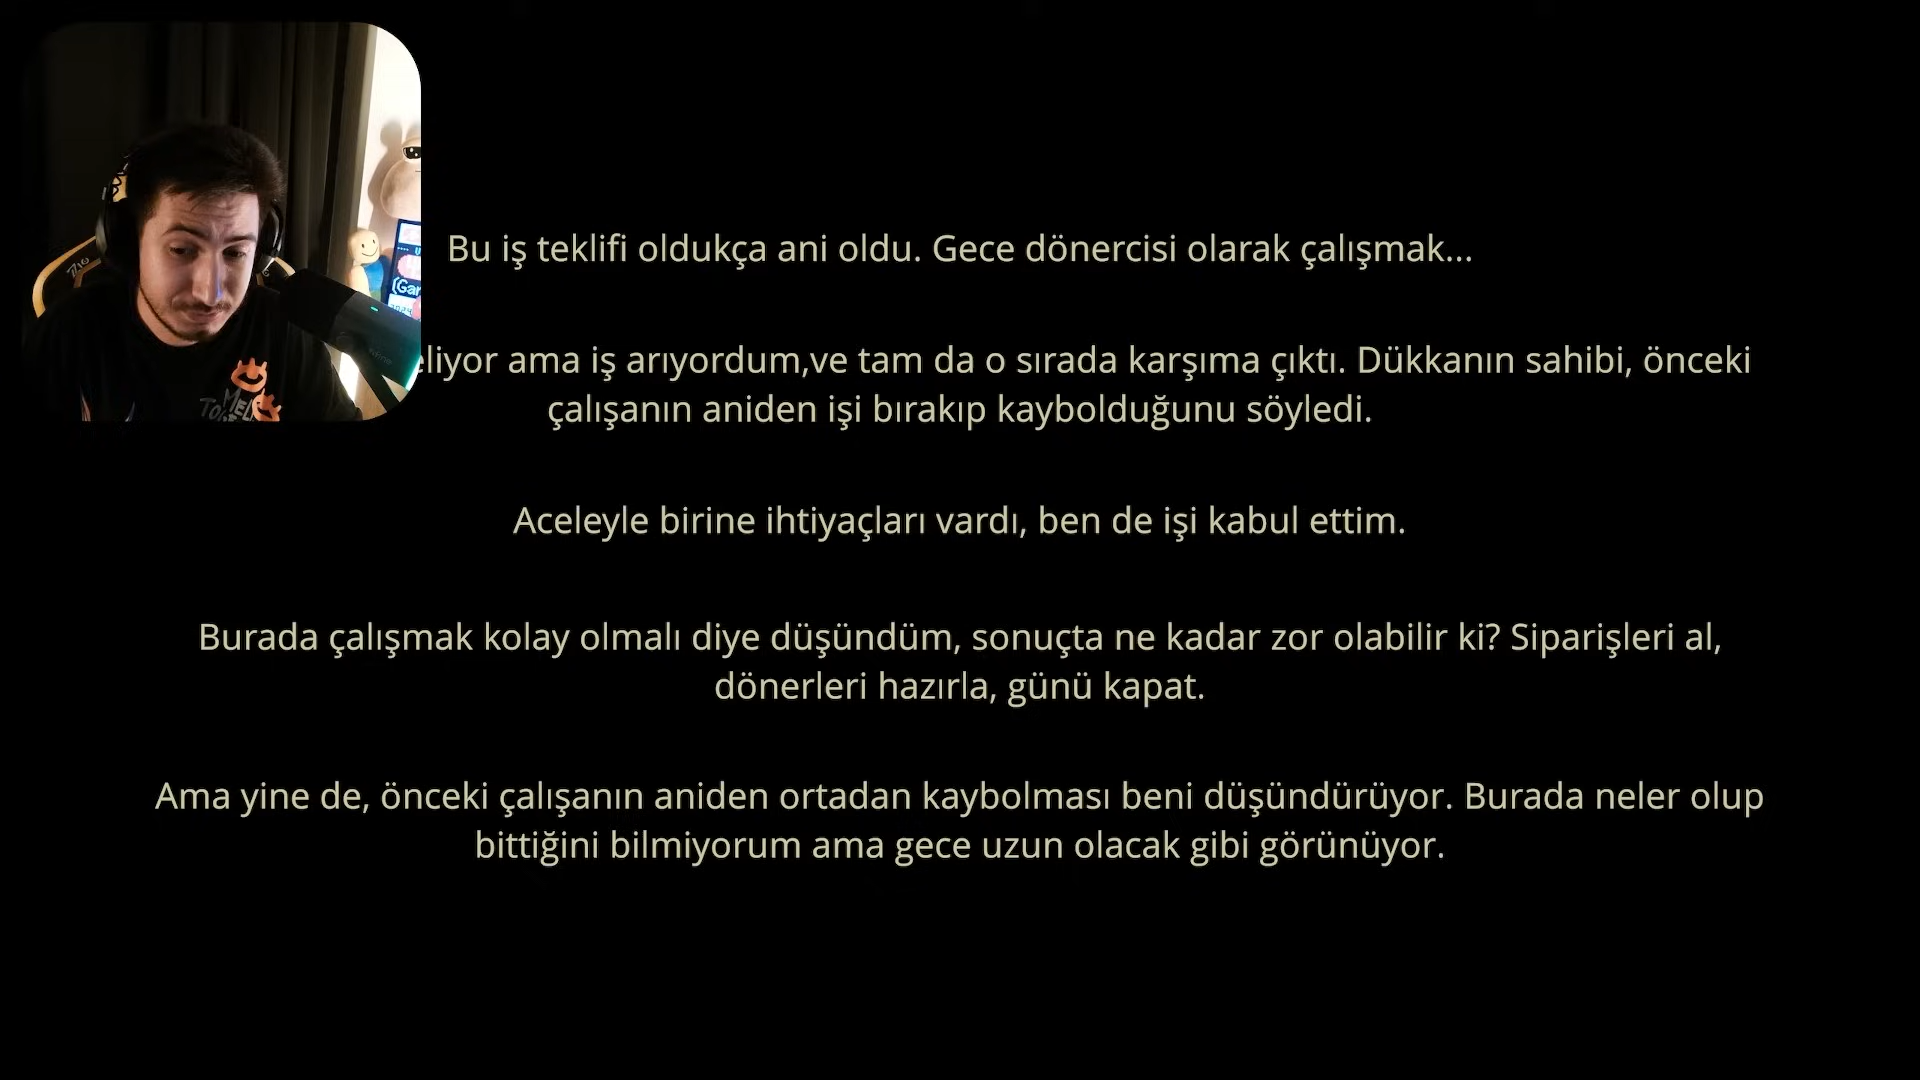 Bu iş teklifi oldukça ani oldu. Gece dönercisi olarak çalışmak...
ama iş arıyordum,ve tam da o sırada karşıma çıktı. Dükkanın sahibi, önceki
çalışanın aniden işi bırakıp kaybolduğunu söyledi.
Aceleyle birine ihtiyaçları vardı, ben de işi kabul ettim.
Burada çalışmak kolay olmalı diye düşündüm, sonuçta ne kadar zor olabilir ki? Siparişleri al,
dönerleri hazırla, günü kapat.
Ama yine de, önceki çalışanın aniden ortadan kaybolması beni düşündürüyor. Burada neler olup
bittiğini bilmiyorum ama gece uzun olacak gibi görünüyor.